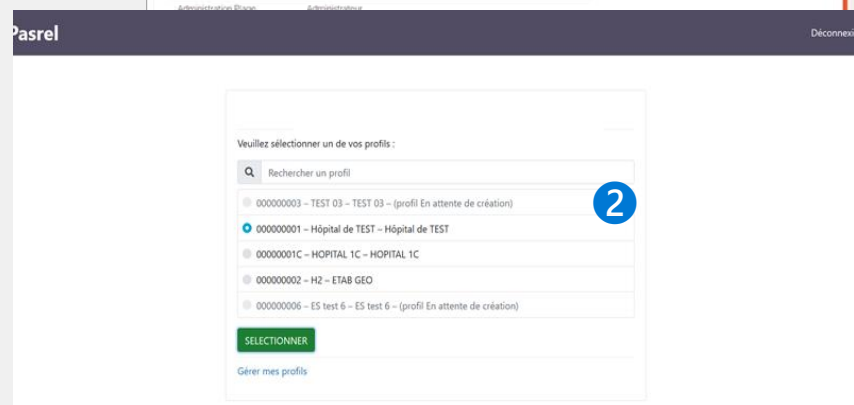 Administration Plage Administrateur
Pasrel
Déconnexi
Veuillez sélectionner un de vos profils :
Rechercher un profil
000000003 – TEST 03 – TEST 03 – (profil En attente de création)
2
000000001 – Hôpital de TEST – Hôpital de TEST
00000001C – HOPITAL 1C – HOPITAL 1C
000000002 – H2 – ETAB GEO
000000006 – ES test 6 – ES test 6 – (profil En attente de création)
SELECTIONNER
Gérer mes profils